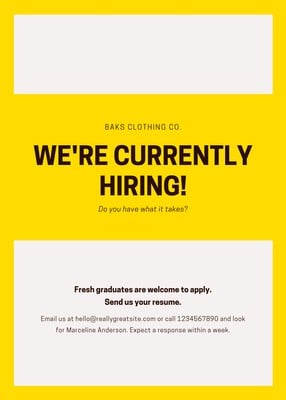 BAKS CLOTHING CO.
WE'RE CURRENTLY
HIRING!
Do you have what it takes?
Fresh graduates are welcome to apply.
Send us your resume.
Email us at hello@reallygreatsite.com or call 1234567890 and look
for Marceline Anderson. Expect a response within a week.